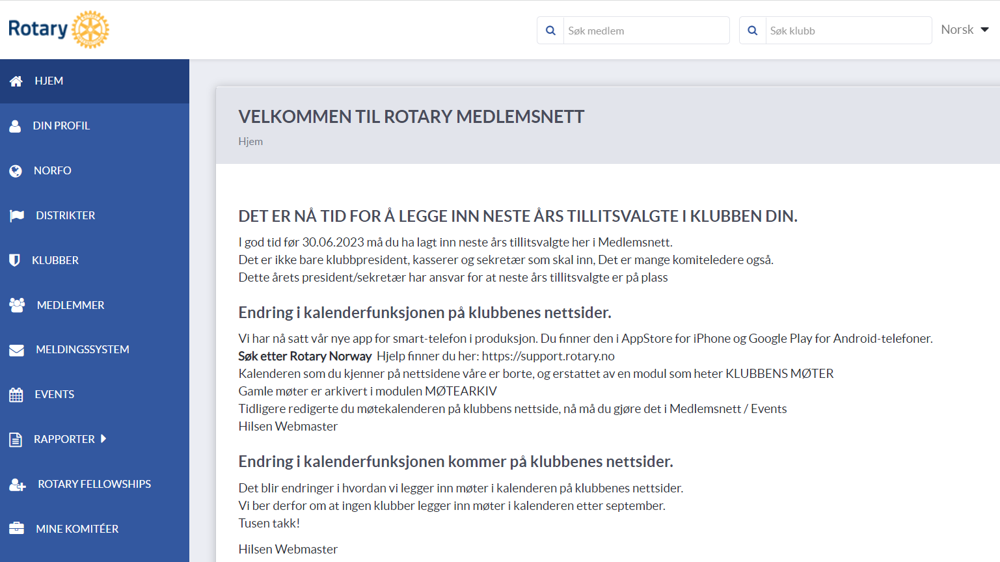 Rotary
Søk medlem
Søk klubb
Norsk
HJEM
DIN PROFIL
NORFO
DISTRIKTER
KLUBBER
MEDLEMMER
MELDINGSSYSTEM
EVENTS
RAPPORTER
ROTARY FELLOWSHIPS
MINE KOMITÉER
VELKOMMEN TIL ROTARY MEDLEMSNETT
Hjem
DET ER NÅ TID FOR Å LEGGE INN NESTE ÅRS TILLITSVALGTE I KLUBBEN DIN.
I god tid før 30.06.2023 må du ha lagt inn neste års tillitsvalgte her i Medlemsnett.
Det er ikke bare klubbpresident, kasserer og sekretær som skal inn, Det er mange komiteledere også.
Dette årets president/sekretær har ansvar for at neste års tillitsvalgte er på plass
Endring i kalenderfunksjonen på klubbenes nettsider.
Vi har nå satt vår nye app for smart-telefon i produksjon. Du finner den i AppStore for iPhone og Google Play for Android-telefoner.
Søk etter Rotary Norway  Hjelp finner du her: https://support.rotary.no
Kalenderen som du kjenner på nettsidene våre er borte, og erstattet av en modul som heter KLUBBENS MØTER
Gamle møter er arkivert i modulen MØTEARKIV
Tidligere redigerte du møtekalenderen på klubbens nettside, nå må du gjøre det i Medlemsnett / Events
Hilsen Webmaster
Endring i kalenderfunksjonen kommer på klubbenes nettsider.
Det blir endringer i hvordan vi legger inn møter i kalenderen på klubbenes nettsider.
Vi ber derfor om at ingen klubber legger inn møter i kalenderen etter september.
Tusen takk!
Hilsen Webmaster